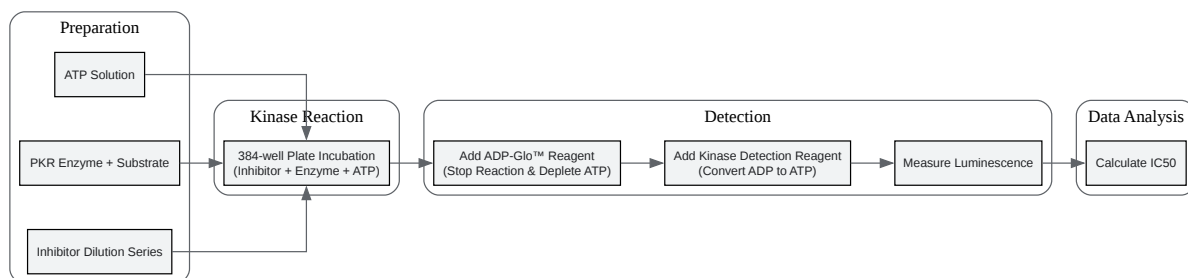 Preparation
ATP Solution
PKR Enzyme + Substrate
Inhibitor Dilution Series
Kinase Reaction
384-well Plate Incubation
(Inhibitor + Enzyme + ATP)
Detection
Add ADP-Glo™ Reagent
(Stop Reaction & Deplete ATP)
Add Kinase Detection Reagent
(Convert ADP to ATP)
Measure Luminescence
Data Analysis
Calculate IC50